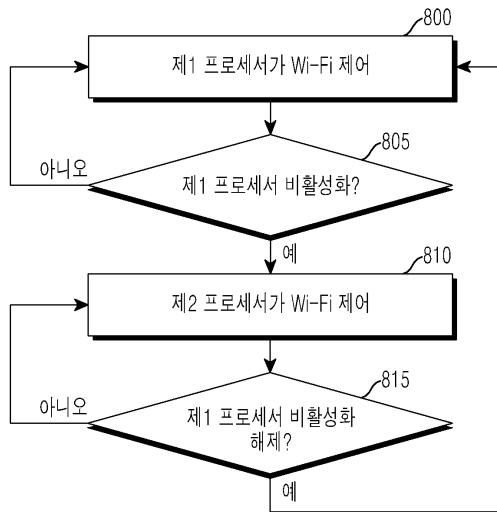 800
제1 프로세서가 Wi-Fi 제어
805
아니오
제1 프로세서 비활성화?
예
810
제2 프로세서가 Wi-Fi 제어
815
아니오
제1 프로세서 비활성화
해제?
예